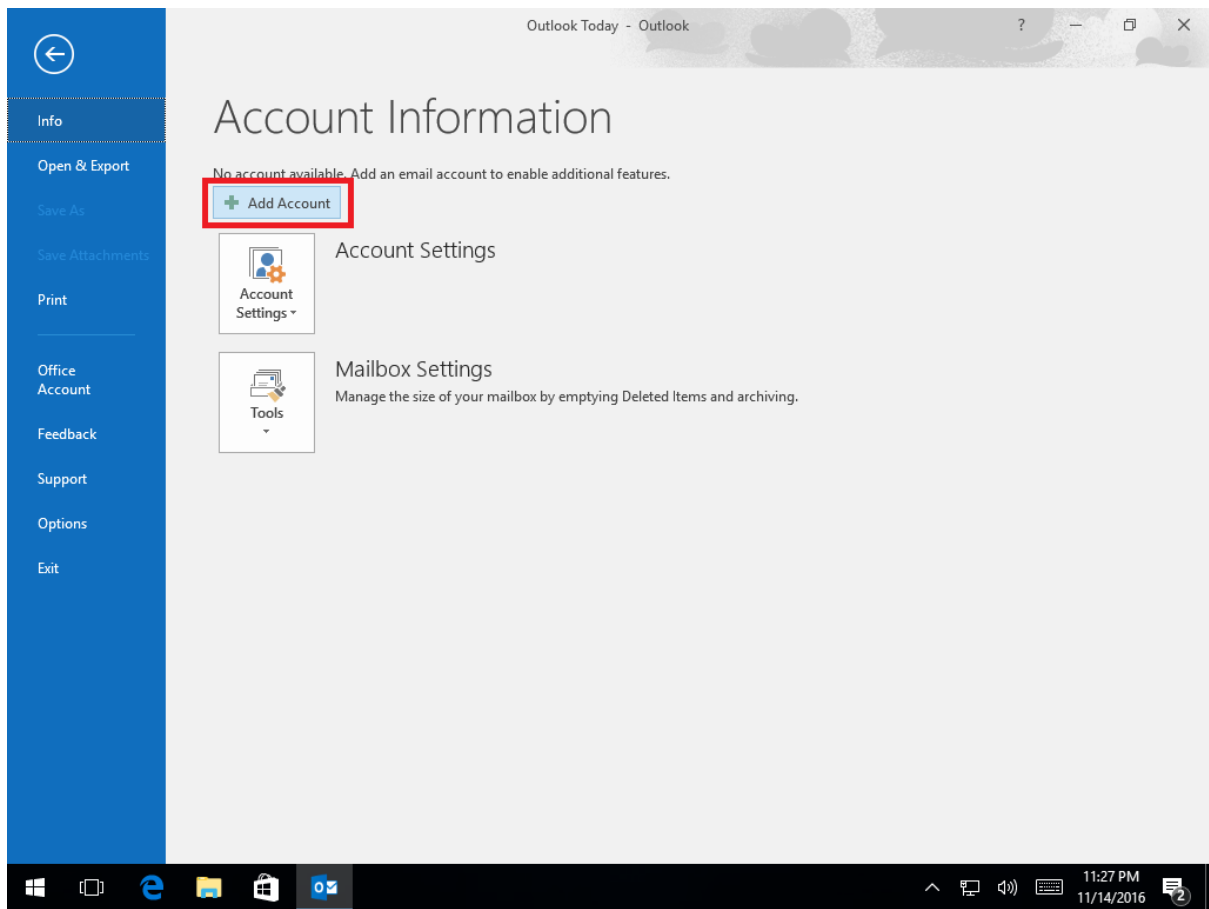 Outlook Today - Outlook
?
Info
Open & Export
Save As
Save Attachments
Print
Office
Account
Feedback
Support
Options
Exit
Account Information
No account available. Add an email account to enable additional features.
Add Account
Account
Settings
Account Settings
Tools
Mailbox Settings
Manage the size of your mailbox by emptying Deleted Items and archiving.
11:27 PM
11/14/2016
2